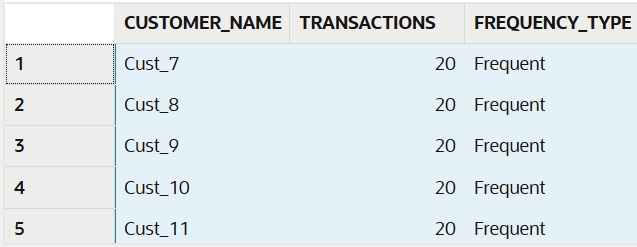 CUSTOMER_NAME TRANSACTIONS FREQUENCY_TYPE
1 Cust_7 20 Frequent
2 Cust_8 20 Frequent
3 Cust_9 20 Frequent
4 Cust_10 20 Frequent
5 Cust_11 20 Frequent